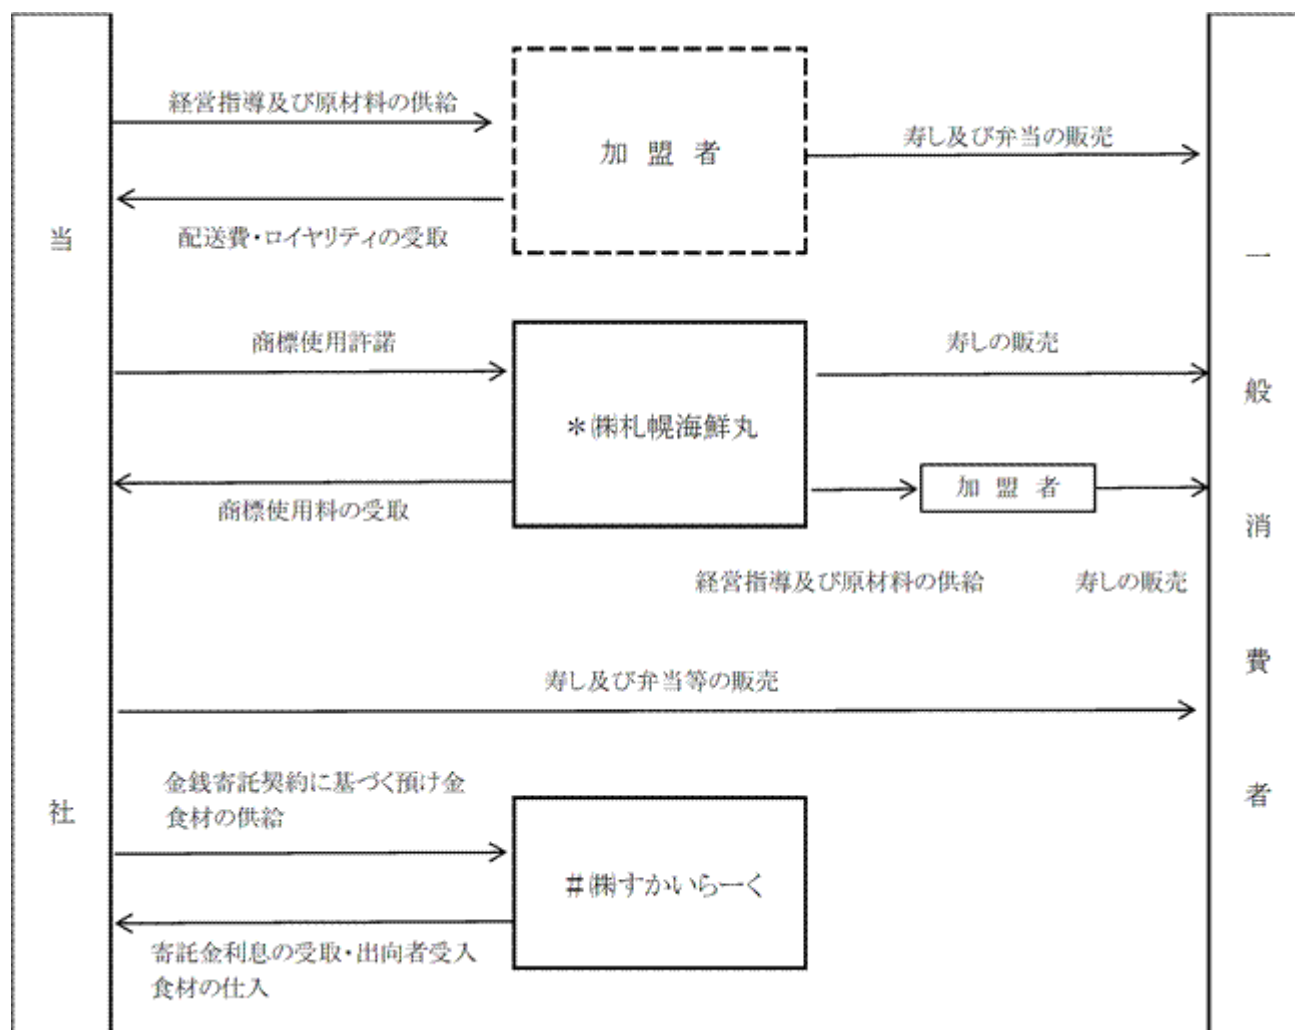 当社
経営指導及び原材料の供給
加盟者
寿し及び弁当の販売
配送費・ロイヤリティの受取
一般消費者
商標使用許諾
寿しの販売
＊㈱札幌海鮮丸
商標使用料の受取
加盟者
経営指導及び原材料の供給
寿しの販売
寿し及び弁当等の販売
金銭寄託契約に基づく預け金
食材の供給
＃㈱すかいらーく
寄託金利息の受取・出向者受入
食材の仕入